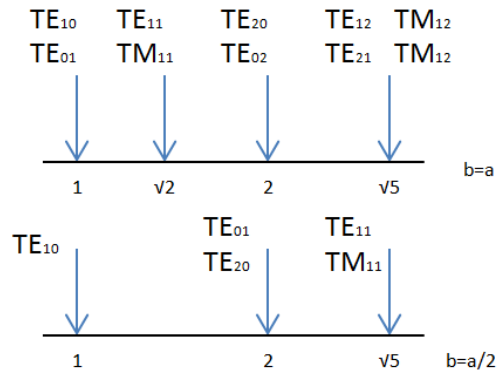 TE₁₀ TE₁₁ TE₂₀ TE₁₂ TM₁₂
TE₀₁ TM₁₁ TE₀₂ TE₂₁ TM₁₂
1 √2 2 √5 b=a
TE₁₀ TE₀₁ TE₁₁
TE₂₀ TM₁₁
1 2 √5 b=a/2